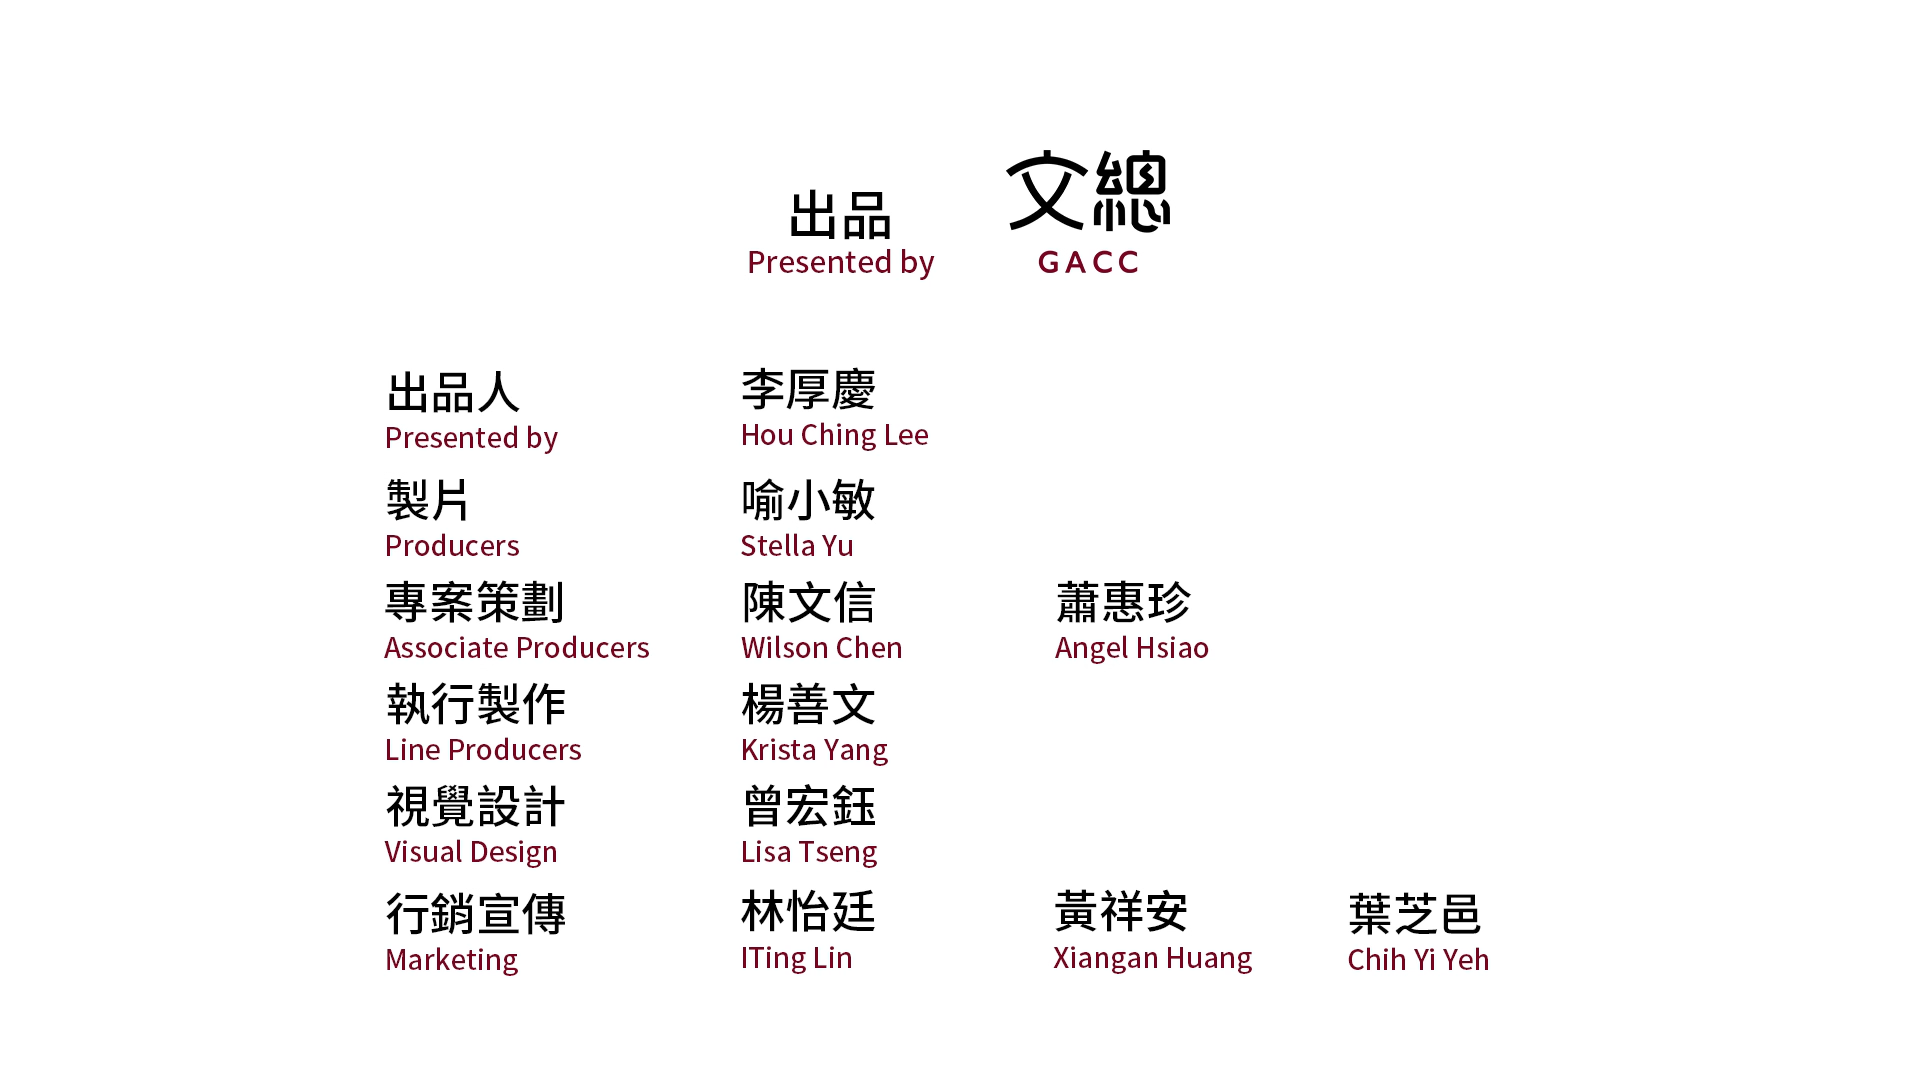 出品
Presented by
文總
GACC
出品人
Presented by
李厚慶
Hou Ching Lee
製片
Producers
喻小敏
Stella Yu
專案策劃
Associate Producers
陳文信
Wilson Chen
蕭惠珍
Angel Hsiao
執行製作
Line Producers
楊善文
Krista Yang
視覺設計
Visual Design
曾宏鈺
Lisa Tseng
行銷宣傳
Marketing
林怡廷
ITing Lin
黃祥安
Xiangan Huang
葉芝邑
Chih Yi Yeh